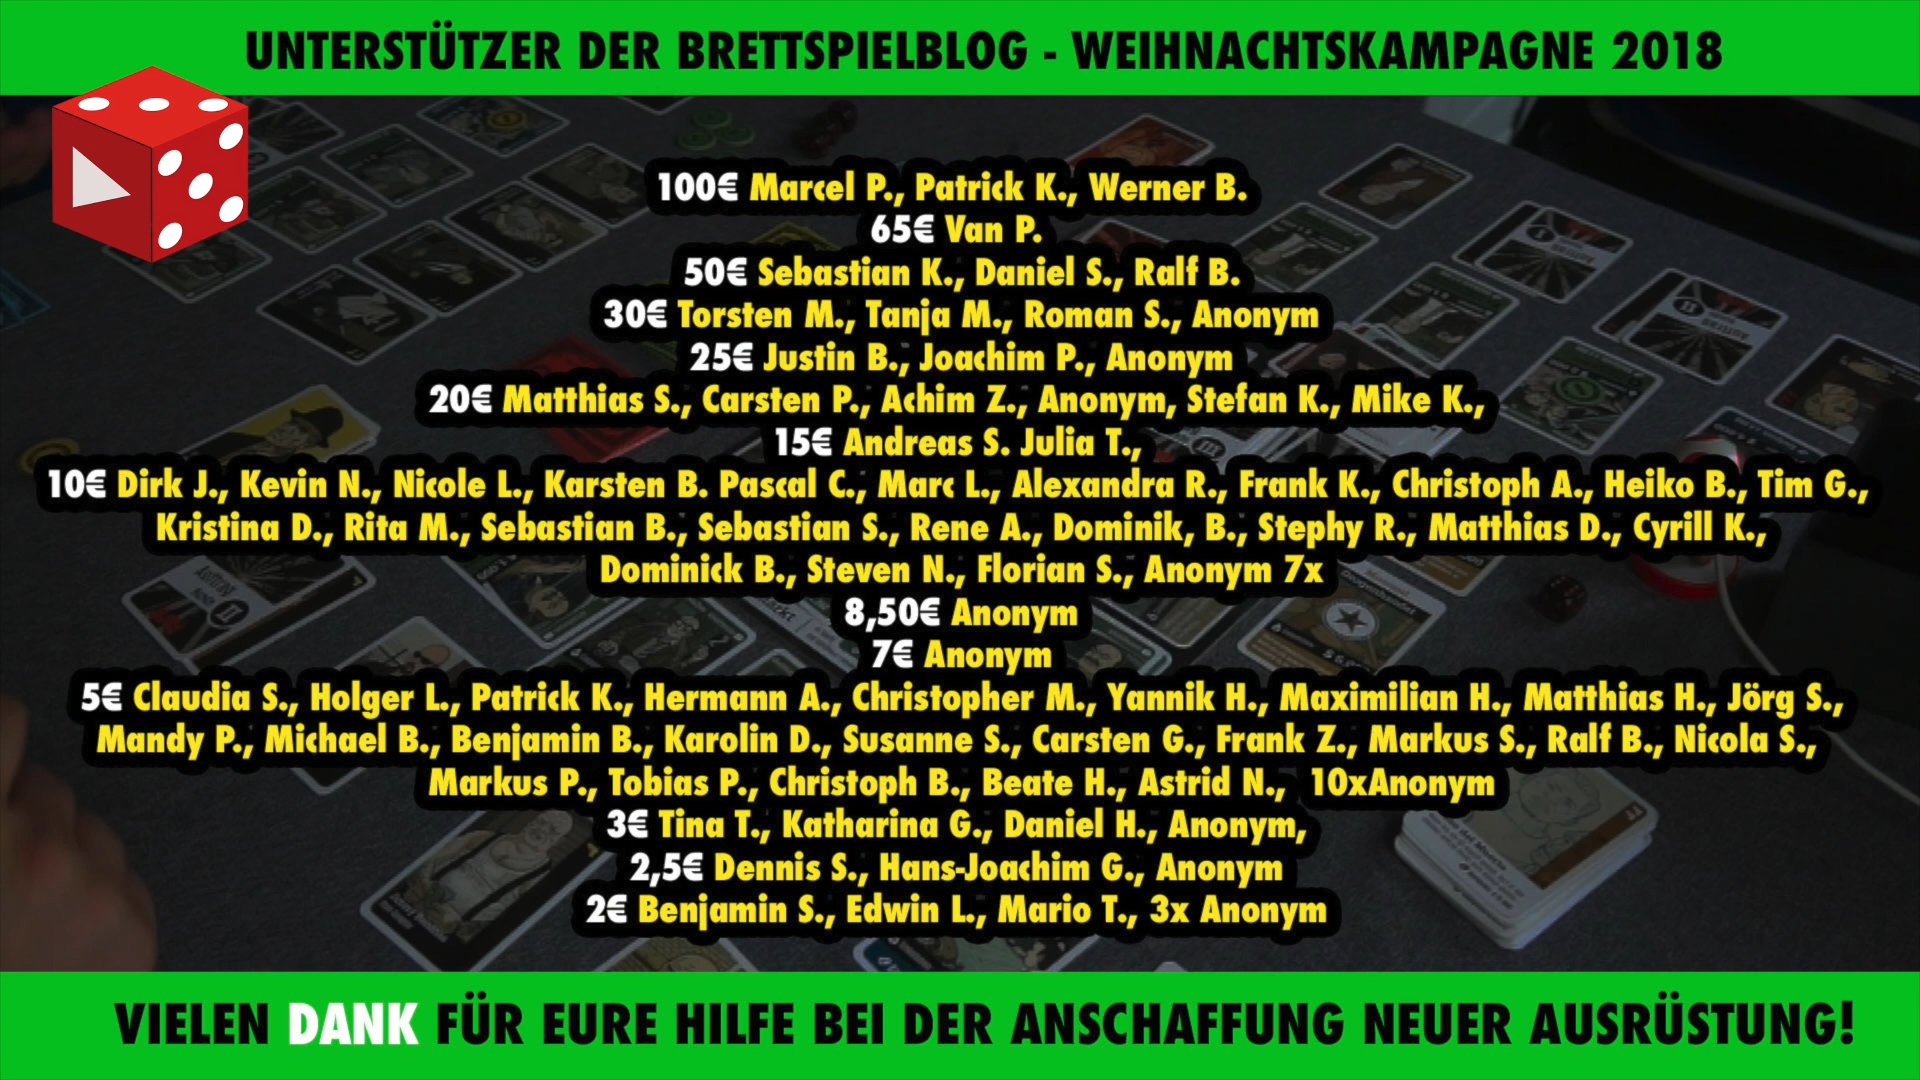 UNTERSTÜTZER DER BRETTSPIELBLOG - WEIHNACHTSKAMPAGNE 2018
100€ Marcel P., Patrick K., Werner B.
65€ Van P.
50€ Sebastian K., Daniel S., Ralf B.
30€ Torsten M., Tanja M., Roman S., Anonym
25€ Justin B., Joachim P., Anonym
20€ Matthias S., Carsten P., Achim Z., Anonym, Stefan K., Mike K.,
15€ Andreas S. Julia T.,
10€ Dirk J., Kevin N., Nicole L., Karsten B. Pascal C., Marc L., Alexandra R., Frank K., Christoph A., Heiko B., Tim G.,
Kristina D., Rita M., Sebastian B., Sebastian S., Rene A., Dominik, B., Stephy R., Matthias D., Cyrill K.,
Dominick B., Steven N., Florian S., Anonym 7x
8,50€ Anonym
7€ Anonym
5€ Claudia S., Holger L., Patrick K., Hermann A., Christopher M., Yannik H., Maximilian H., Matthias H., Jörg S.,
Mandy P., Michael B., Benjamin B., Karolin D., Susanne S., Carsten G., Frank Z., Markus S., Ralf B., Nicola S.,
Markus P., Tobias P., Christoph B., Beate H., Astrid N.,  10xAnonym
3€ Tina T., Katharina G., Daniel H., Anonym,
2,5€ Dennis S., Hans-Joachim G., Anonym
2€ Benjamin S., Edwin L., Mario T., 3x Anonym
VIELEN DANK FÜR EURE HILFE BEI DER ANSCHAFFUNG NEUER AUSRÜSTUNG!